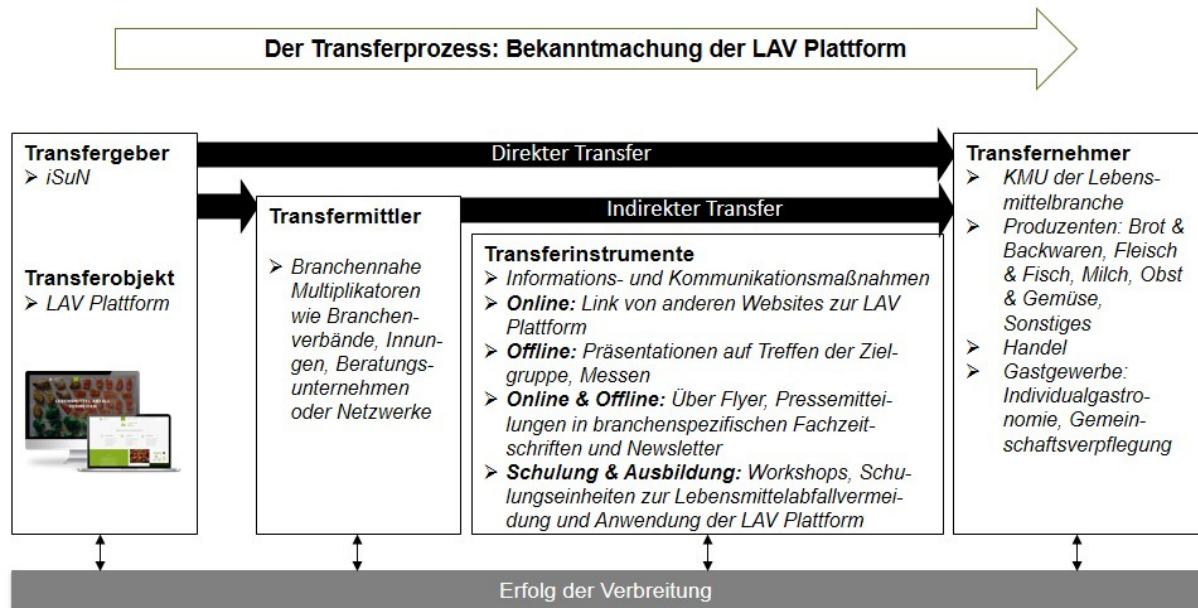 Der Transferprozess: Bekanntmachung der LAV Plattform
Direkter Transfer
Indirekter Transfer
Transfergeber
➢ iSuN
Transferobjekt
➢ LAV Plattform
LEBENSMITTEL ABFALL
VERMEIDEN
Transfermittler
➢ Branchennahe
Multiplikatoren
wie Branchen-
verbände, Innun-
gen, Beratungs-
unternehmen
oder Netzwerke
Transferinstrumente
➢ Informations- und Kommunikationsmaßnahmen
➢ Online: Link von anderen Websites zur LAV
Plattform
➢ Offline: Präsentationen auf Treffen der Ziel-
gruppe, Messen
➢ Online & Offline: Über Flyer, Pressemittei-
lungen in branchenspezifischen Fachzeit-
schriften und Newsletter
➢ Schulung & Ausbildung: Workshops, Schu-
lungseinheiten zur Lebensmittelabfallvermei-
dung und Anwendung der LAV Plattform
Transfernehmer
➢ KMU der Lebens-
mittelbranche
➢ Produzenten: Brot &
Backwaren, Fleisch
& Fisch, Milch, Obst
& Gemüse,
Sonstiges
➢ Handel
➢ Gastgewerbe:
Individualgastro-
nomie, Gemein-
schaftsverpflegung
Erfolg der Verbreitung